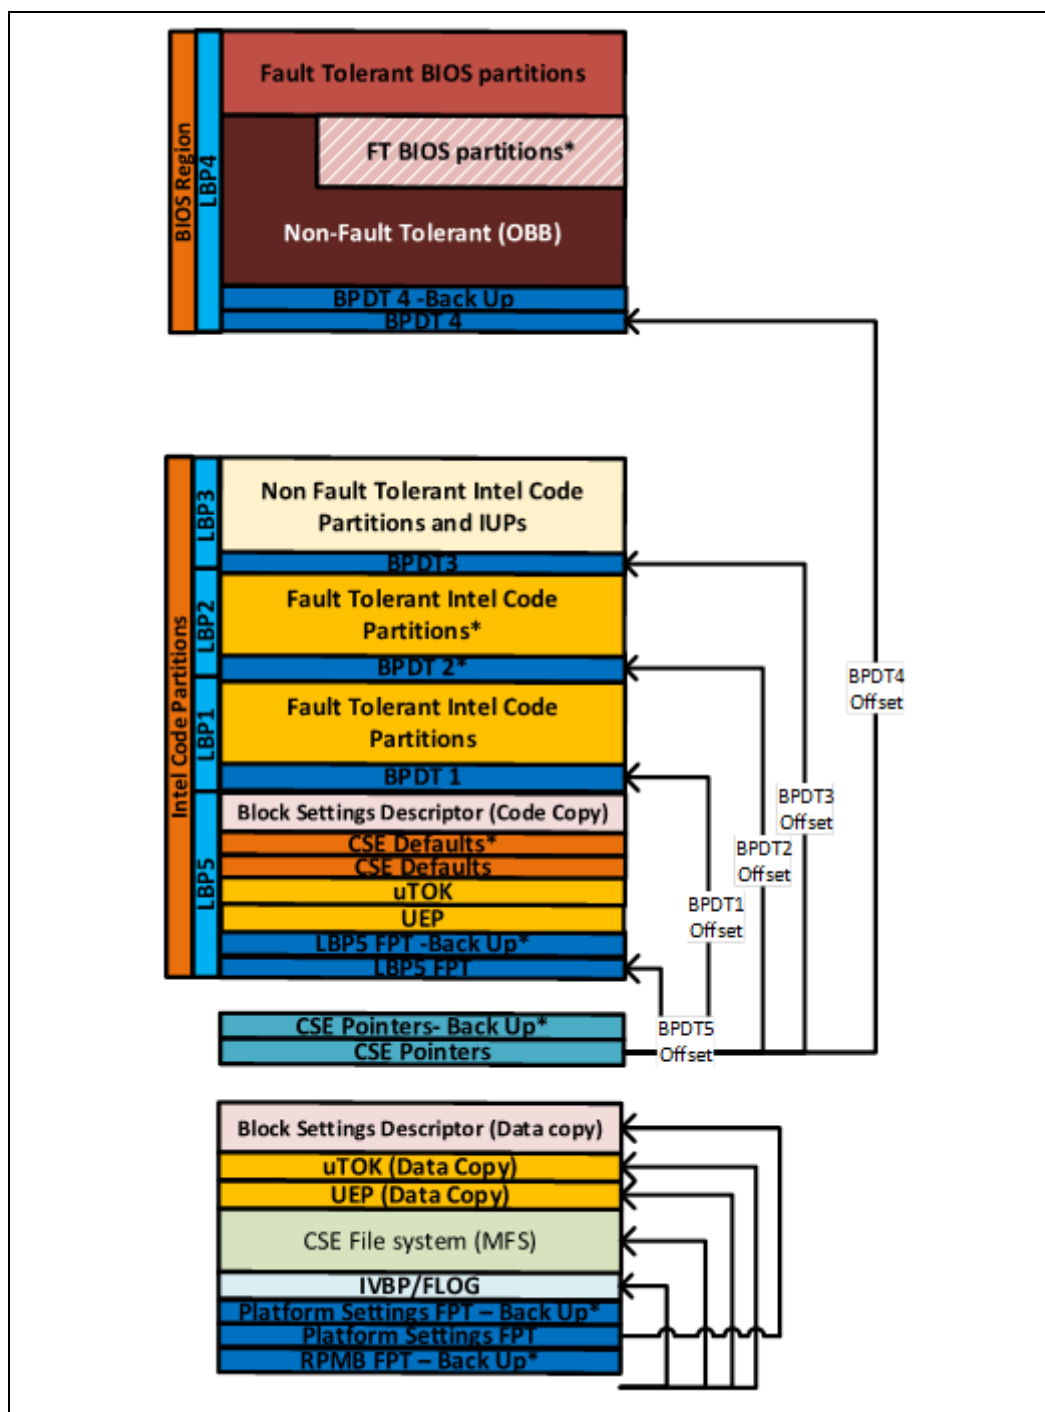 BIOS Region
LBP4
Fault Tolerant BIOS partitions
FT BIOS partitions*
Non-Fault Tolerant (OBB)
BPDT 4 -Back Up
BPDT 4
Intel Code Partitions
LBP3
Non Fault Tolerant Intel Code
Partitions and IUPs
BPDT3
LBP2
Fault Tolerant Intel Code
Partitions*
BPDT 2*
LBP1
Fault Tolerant Intel Code
Partitions
BPDT 1
LBP5
Block Settings Descriptor (Code Copy)
CSE Defaults*
CSE Defaults
uTOK
UEP
LBP5 FPT -Back Up*
LBP5 FPT
BPDT4
Offset
BPDT3
Offset
BPDT2
Offset
BPDT1
Offset
BPDT5
Offset
CSE Pointers- Back Up*
CSE Pointers
Block Settings Descriptor (Data copy)
uTOK (Data Copy)
UEP (Data Copy)
CSE File system (MFS)
IVBP/FLOG
Platform Settings FPT – Back Up*
Platform Settings FPT
RPMB FPT – Back Up*